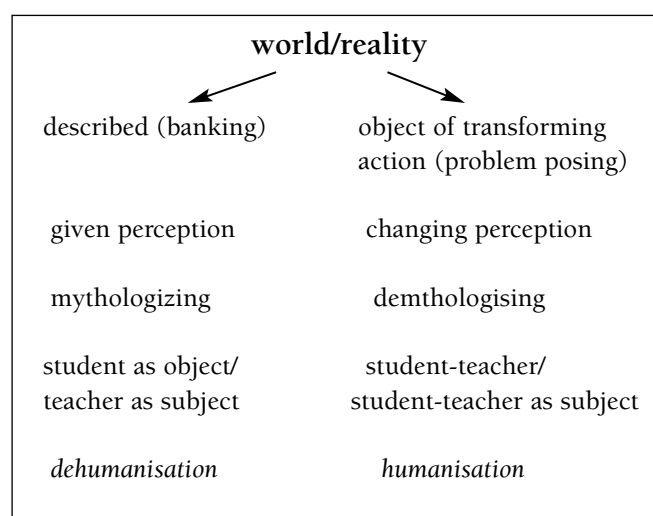 world/reality
described (banking)
object of transforming
action (problem posing)
given perception
changing perception
mythologizing
demthologising
student as object/
teacher as subject
student-teacher/
student-teacher as subject
dehumanisation
humanisation